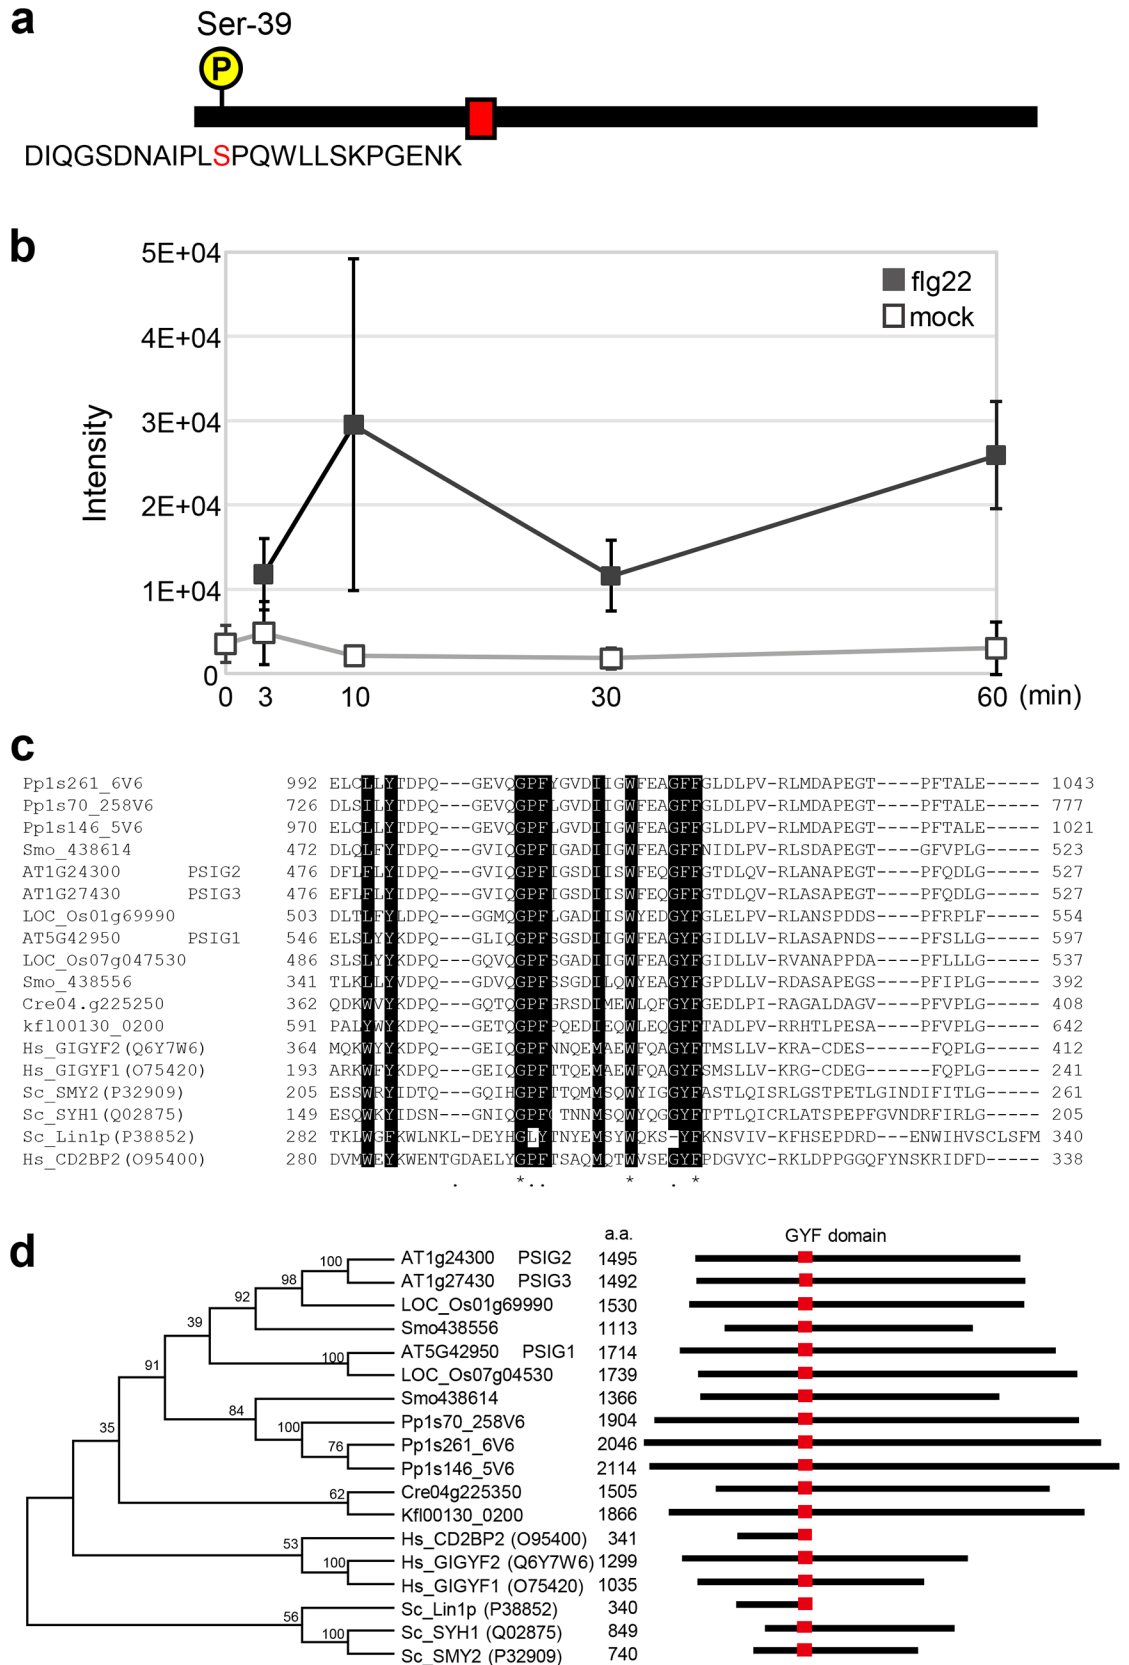 a
Ser-39
P
DIQGSDNAIPLSPQWLLSKPGENK
b
5E+04
4E+04
3E+04
2E+04
1E+04
0
Intensity
flg22
mock
0 3 10 30 60 (min)
c
Pp1s261_6V6 992 ELCLLLYTDPQ---GEVQGPFYGVDIIGWFEAGFFGLDLPV-RLMDAPEGT----PFTALE----- 1043
Pp1s70_258V6 726 DLSILLYTDPQ---GEVQGPFLGVDIIGWFEAGFFGLDLPV-RLMDAPEGT----PFTALE----- 777
Pp1s146_5V6 970 ELCLLLYTDPQ---GEVQGPFLGVDIIGWFEAGFFGLDLPV-RLSDAPEGT----PFTALE----- 1021
Smo_438614 472 DLQLFYTDPQ---GVIQGPFIGADIIGWFEAGFFNIDLPV-RLSDAPEGT----GFVPLG----- 523
AT1G24300 PSIG2 476 DFLFLYIDPQ---GVIQGPFIGSDIISWFEQGFFGTDLQV-RLANAPEGT----PFQDLG----- 527
AT1G27430 PSIG3 476 EFLFLYIDPQ---GVIQGPFIGSDIISWFEQGFFGTDLQV-RLASAPEGT----PFQDLG----- 527
LOC_Os01g69990 503 DLTLFYLDPQ---GGMQGPFLGADIISWYEDGYFGLELPV-RLANSPDDS----PFRPLF----- 554
AT5G42950 PSIG1 546 ELSLYYKDPQ---GLIQGPFSGSDIIGWFEAGYFGIDLLV-RLASAPNDS----PFSLLG----- 597
LOC_Os07g047530 486 SLSLYYKDPQ---GQVQGPFSGADIIGWFEAGYFGIDLLV-RVANAPPDA----PFLLLG----- 537
Smo_438556 341 TLKLLYVDPQ---GDVQGPFSSGDILQWYEAGYFGPDLLV-RLASAPEGS----PFIPLG----- 392
Cre04.g225250 362 QDKWVYKDPQ---GQTQGPFGRSDIMEWLQFGYFGEDLPI-RAGALDAGV----PFVPLG----- 408
kfl00130_0200 591 PALYWYKDPQ---GETQGPFPQEDIEQWLEQGFFTADLPV-RRHTLPESA----PFVPLG----- 642
Hs_GIGYF2(Q6Y7W6) 364 MQKWYYKDPQ---GEIQGPFNNQEMAEWFQAGYFTMSLLV-KRA-CDES------FQPLG----- 412
Hs_GIGYF1(O75420) 193 ARKWFYKDPQ---GEIQGPFTTQEMAEWFQAGYFSMSLLV-KRG-CDEG------FQPLG----- 241
Sc_SMY2(P32909) 205 ESSWRYIDTQ---GQIHGPFTTQMMSQWYIGGYFASTLQISRLGSTPETLGINDIFITLG----- 261
Sc_SYH1(Q02875) 149 ESQWKYIDSN---GNIQGPFGTNNMSQWYQGGYFTPTLQICRLATSPEPFGVNDRFIRLG----- 205
Sc_Lin1p(P38852) 282 TKLWGFKWLNKL-DEYHGLYTNYEMSYWQKS-YFKNSVIV-KFHSEPDRD---ENWIHVSCLSFM 340
Hs_CD2BP2(O95400) 280 DVMWEYKWENTGDAELYGPFTSAQMQTWVSEGYFPDGVYC-RKLDPPGGQFYNSKRIDFD----- 338
. *.. * . *
d
a.a. GYF domain
AT1g24300 PSIG2 1495
AT1g27430 PSIG3 1492
LOC_Os01g69990 1530
Smo438556 1113
AT5G42950 PSIG1 1714
LOC_Os07g04530 1739
Smo438614 1366
Pp1s70_258V6 1904
Pp1s261_6V6 2046
Pp1s146_5V6 2114
Cre04g225350 1505
Kfl00130_0200 1866
Hs_CD2BP2 (O95400) 341
Hs_GIGYF2 (Q6Y7W6) 1299
Hs_GIGYF1 (O75420) 1035
Sc_Lin1p (P38852) 340
Sc_SYH1 (Q02875) 849
Sc_SMY2 (P32909) 740
100
98
92
39
100
91
84
100
76
35
62
53
100
56
100